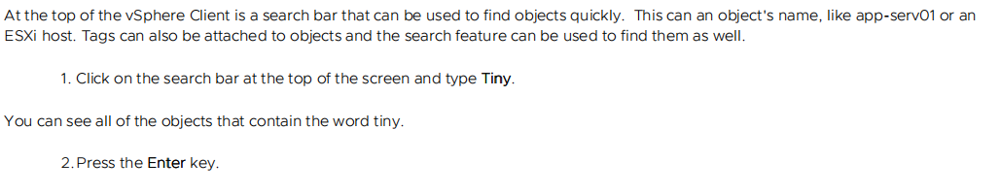 At the top of the vSphere Client is a search bar that can be used to find objects quickly.  This can an object's name, like app-serv01 or an
ESXi host. Tags can also be attached to objects and the search feature can be used to find them as well.
1. Click on the search bar at the top of the screen and type Tiny.
You can see all of the objects that contain the word tiny.
2. Press the Enter key.